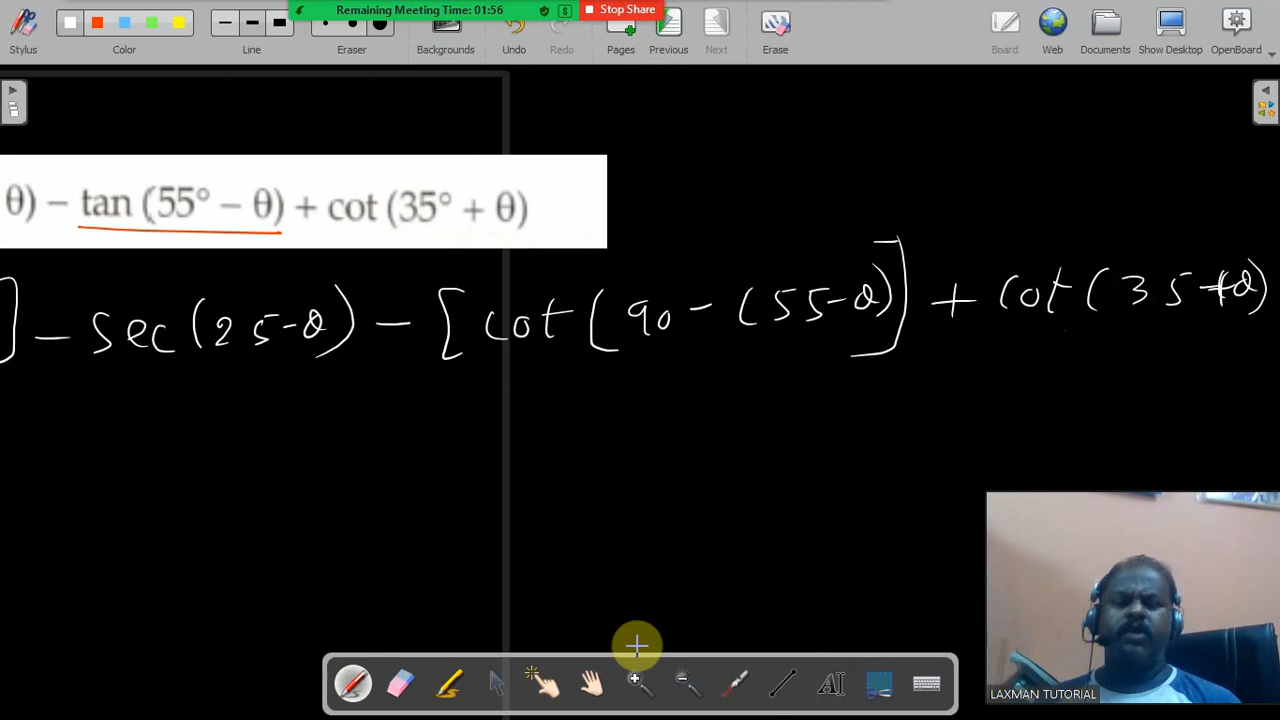 Remaining Meeting Time: 01:56
Stop Share
Stylus
Color
Line
Eraser
Backgrounds
Undo
Redo
Pages
Previous
Next
Erase
Board
Web
Documents
Show Desktop
OpenBoard
θ) − tan (55° − θ) + cot (35° + θ)
] − sec(25−θ) − [cot(90 − (55−θ)] + cot(35+θ)
LAXMAN TUTORIAL